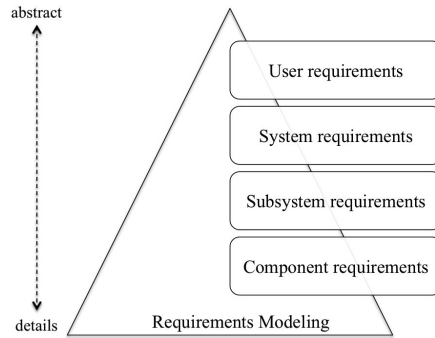 abstract
User requirements
System requirements
Subsystem requirements
Component requirements
details
Requirements Modeling